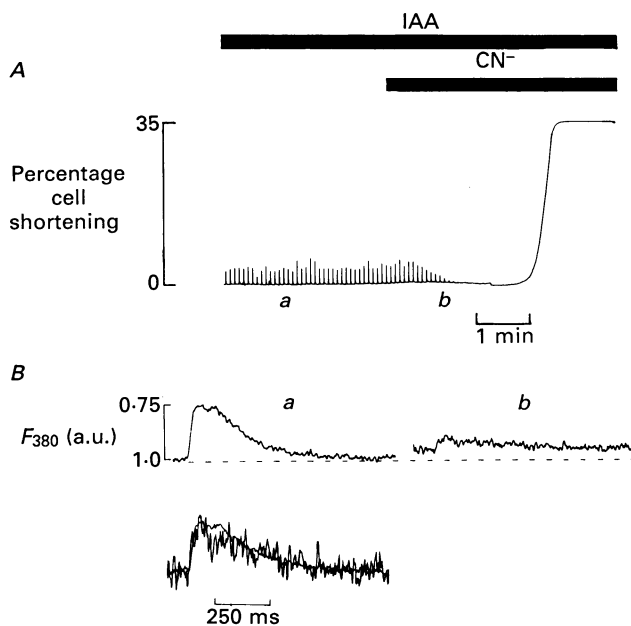 IAA
A
CN⁻
35
Percentage
cell
shortening
0
a
b
1 min
B
0·75
a
b
F380 (a.u.)
1·0
250 ms